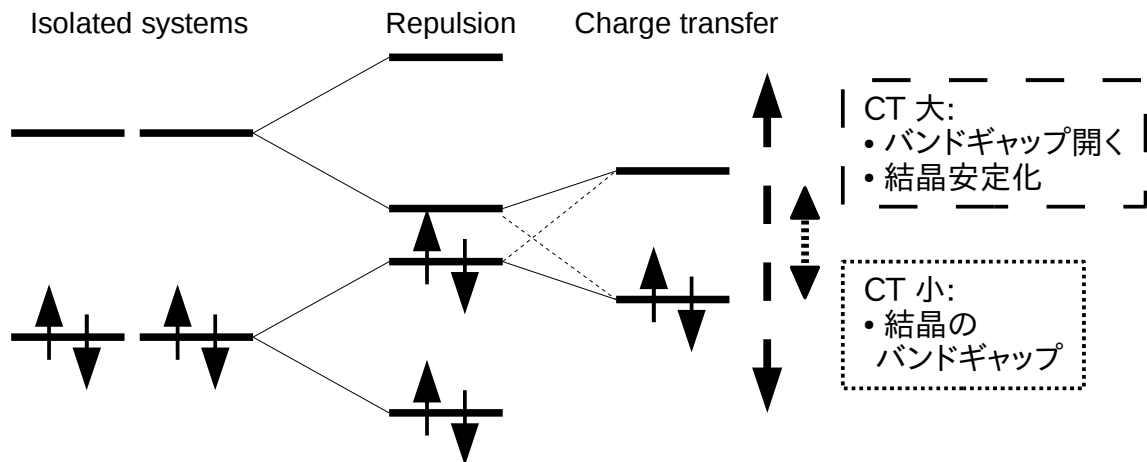 Isolated systems
Repulsion
Charge transfer
CT 大:
• バンドギャップ開く
• 結晶安定化
CT 小:
• 結晶の
バンドギャップ